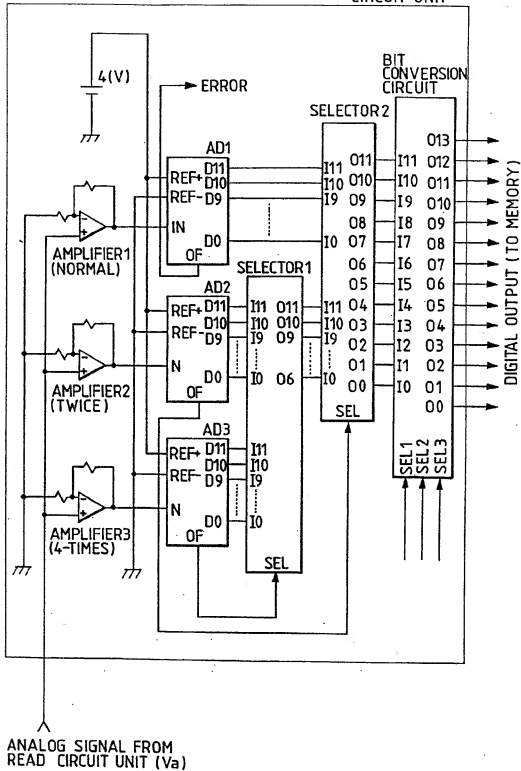 CIRCUIT UNIT
4(V)
ERROR
BIT
CONVERSION
CIRCUIT
SELECTOR2
AD1
REF+
REF-
IN
OF
D11
D10
D9
D0
AMPLIFIER1
(NORMAL)
I11
I10
I9
I0
SEL
O11
O10
O9
O8
O7
O6
O5
O4
O3
O2
O1
O0
I11
I10
I9
I8
I7
I6
I5
I4
I3
I2
I1
I0
O13
O12
O11
O10
O9
O8
O7
O6
O5
O4
O3
O2
O1
O0
SEL1
SEL2
SEL3
DIGITAL OUTPUT (TO MEMORY)
SELECTOR1
AD2
REF+
REF-
N
OF
D11
D10
D9
D0
I11
I10
I9
I0
O11
O10
O9
O6
I11
I10
I9
I0
AMPLIFIER2
(TWICE)
AD3
REF+
REF-
N
OF
D11
D10
D9
D0
I11
I10
I9
I0
SEL
AMPLIFIER3
(4-TIMES)
ANALOG SIGNAL FROM
READ CIRCUIT UNIT (Va)